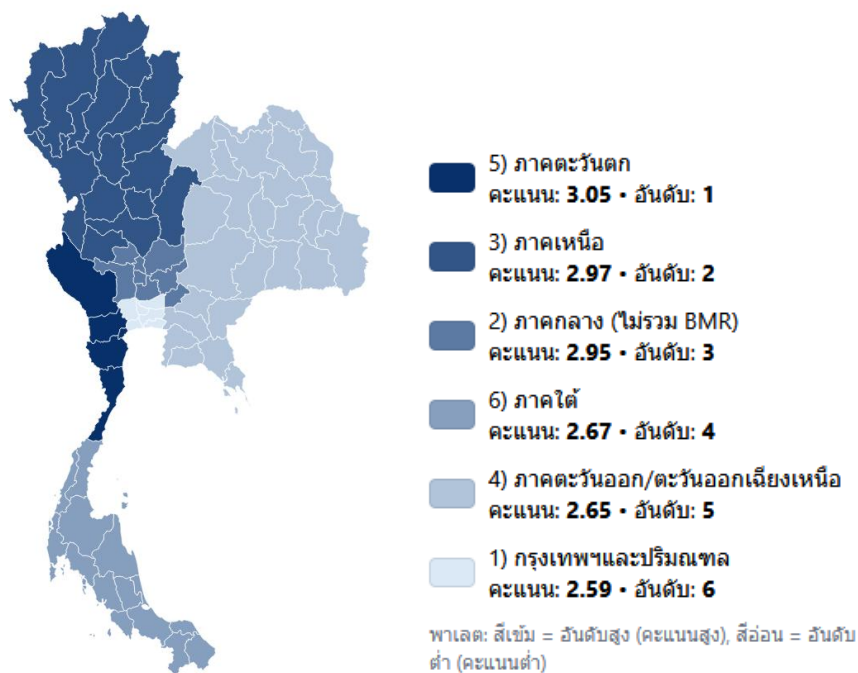 5) ภาคตะวันตก
คะแนน: 3.05 • อันดับ: 1
3) ภาคเหนือ
คะแนน: 2.97 • อันดับ: 2
2) ภาคกลาง (ไม่รวม BMR)
คะแนน: 2.95 • อันดับ: 3
6) ภาคใต้
คะแนน: 2.67 • อันดับ: 4
4) ภาคตะวันออก/ตะวันออกเฉียงเหนือ
คะแนน: 2.65 • อันดับ: 5
1) กรุงเทพฯและปริมณฑล
คะแนน: 2.59 • อันดับ: 6
พาเลต: สีเข้ม = อันดับสูง (คะแนนสูง), สีอ่อน = อันดับ
ต่ำ (คะแนนต่ำ)